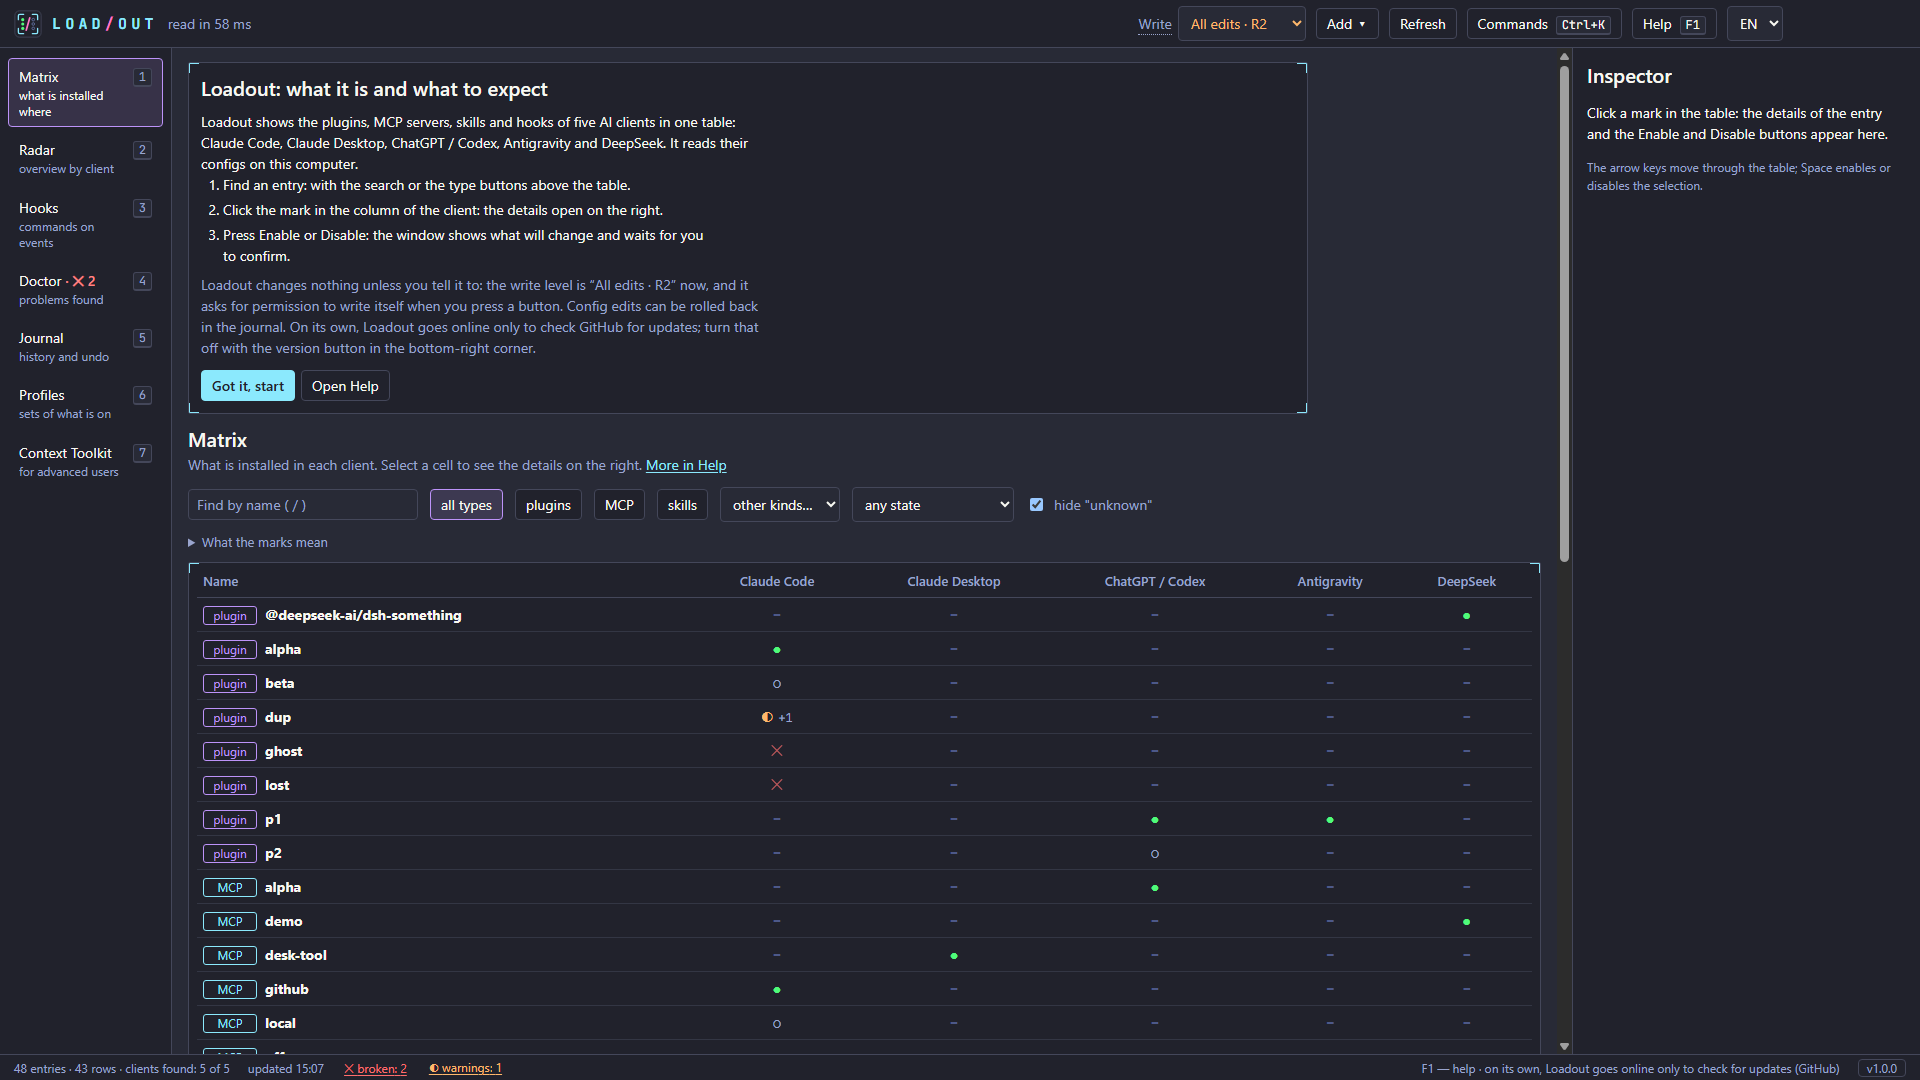 LOAD/OUT read in 58 ms
Write All edits · R2 Add ▾ Refresh Commands Ctrl+K Help F1 EN
Matrix 1
what is installed
where
Radar 2
overview by client
Hooks 3
commands on
events
Doctor · ✕ 2 4
problems found
Journal 5
history and undo
Profiles 6
sets of what is on
Context Toolkit 7
for advanced users
Loadout: what it is and what to expect
Loadout shows the plugins, MCP servers, skills and hooks of five AI clients in one table:
Claude Code, Claude Desktop, ChatGPT / Codex, Antigravity and DeepSeek. It reads their
configs on this computer.
1. Find an entry: with the search or the type buttons above the table.
2. Click the mark in the column of the client: the details open on the right.
3. Press Enable or Disable: the window shows what will change and waits for you
to confirm.
Loadout changes nothing unless you tell it to: the write level is “All edits · R2” now, and it
asks for permission to write itself when you press a button. Config edits can be rolled back
in the journal. On its own, Loadout goes online only to check GitHub for updates; turn that
off with the version button in the bottom-right corner.
Got it, start Open Help
Matrix
What is installed in each client. Select a cell to see the details on the right. More in Help
Find by name ( / ) all types plugins MCP skills other kinds... any state hide "unknown"
▶ What the marks mean
Name Claude Code Claude Desktop ChatGPT / Codex Antigravity DeepSeek
plugin @deepseek-ai/dsh-something – – – – ●
plugin alpha ● – – – –
plugin beta ○ – – – –
plugin dup ◐ +1 – – – –
plugin ghost ✕ – – – –
plugin lost ✕ – – – –
plugin p1 – – ● ● –
plugin p2 – – ○ – –
MCP alpha – – ● – –
MCP demo – – – – ●
MCP desk-tool – ● – – –
MCP github ● – – – –
MCP local ○ – – – –
Inspector
Click a mark in the table: the details of the entry
and the Enable and Disable buttons appear here.
The arrow keys move through the table; Space enables or
disables the selection.
48 entries · 43 rows · clients found: 5 of 5 updated 15:07 ✕ broken: 2 ◐ warnings: 1
F1 — help · on its own, Loadout goes online only to check for updates (GitHub) v1.0.0